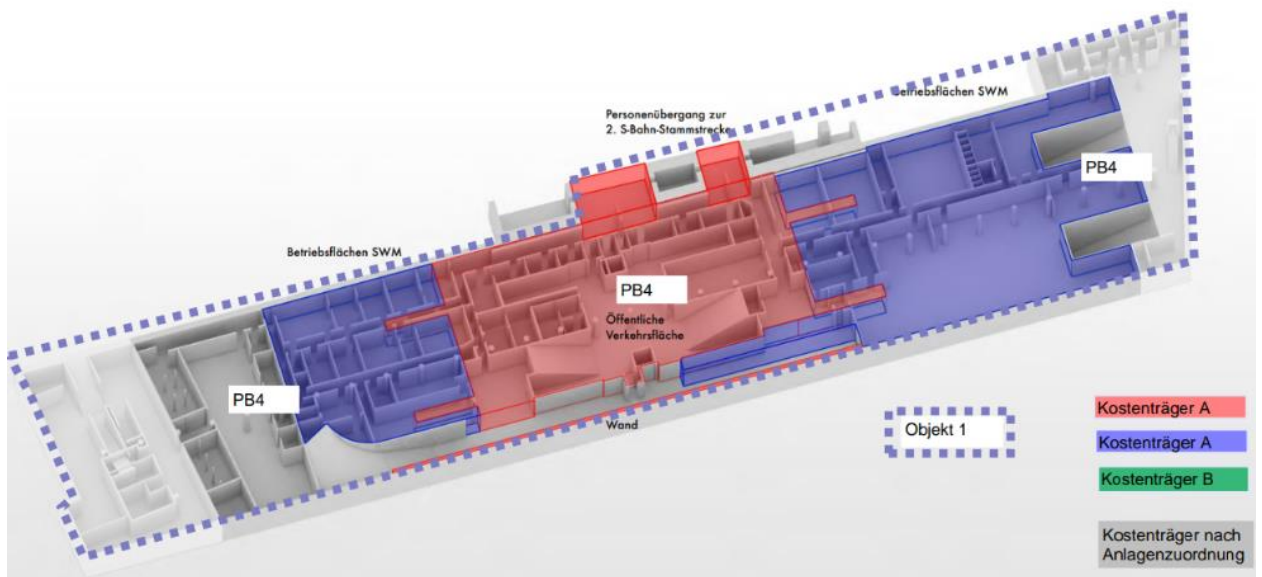 Betriebsflächen SWM
Personenübergang zur
2. S-Bahn-Stammstrecke
PB4
Betriebsflächen SWM
PB4
Öffentliche
Verkehrsfläche
PB4
Wand
Objekt 1
Kostenträger A
Kostenträger A
Kostenträger B
Kostenträger nach
Anlagenzuordnung